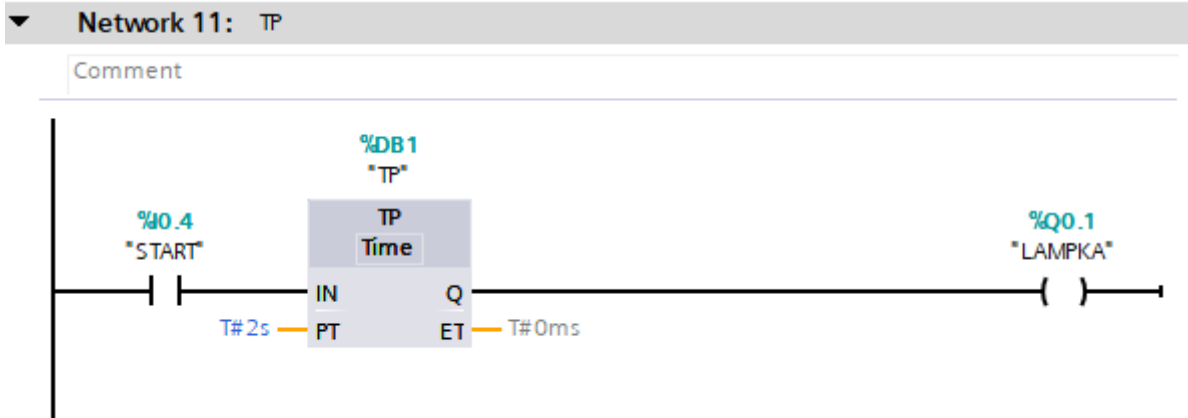 Network 11: TP
Comment
%DB1
"TP"
%I0.4
"START"
TP
Time
IN
Q
T#2s
PT
ET
T#0ms
%Q0.1
"LAMPKA"